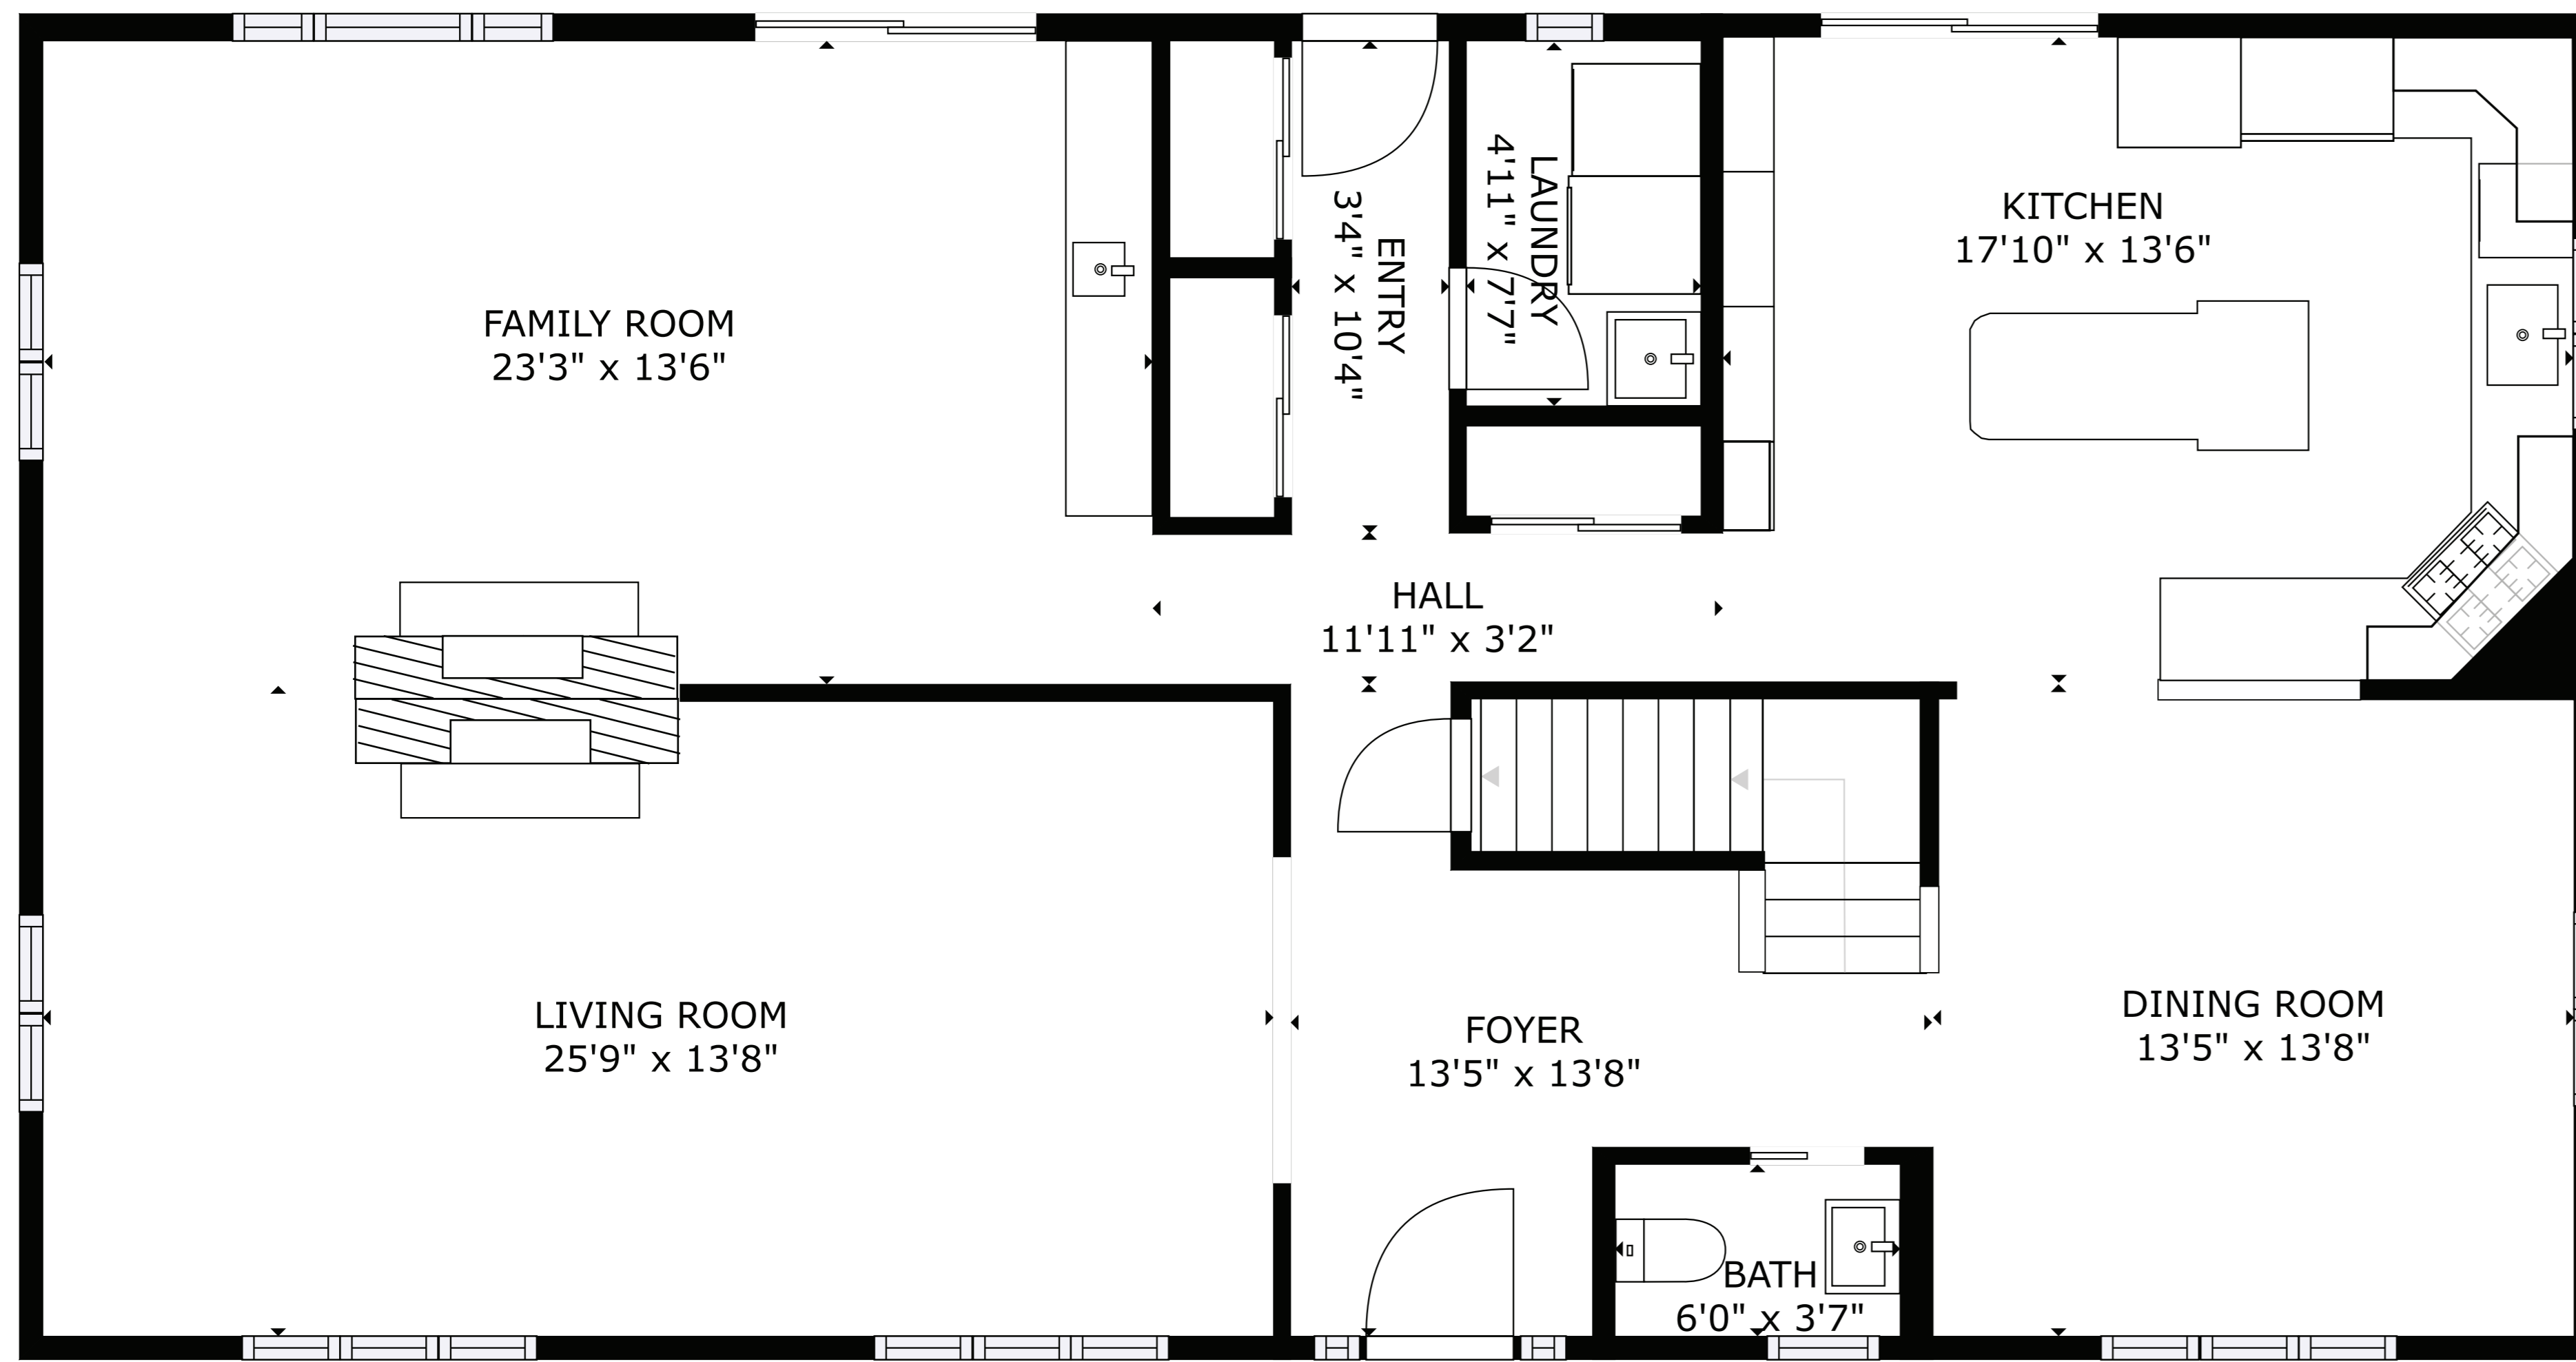 FAMILY ROOM
23'3" x 13'6"
ENTRY
3'4" x 10'4"
LAUNDRY
4'11" x 7'7"
KITCHEN
17'10" x 13'6"
HALL
11'11" x 3'2"
LIVING ROOM
25'9" x 13'8"
FOYER
13'5" x 13'8"
DINING ROOM
13'5" x 13'8"
BATH
6'0" x 3'7"